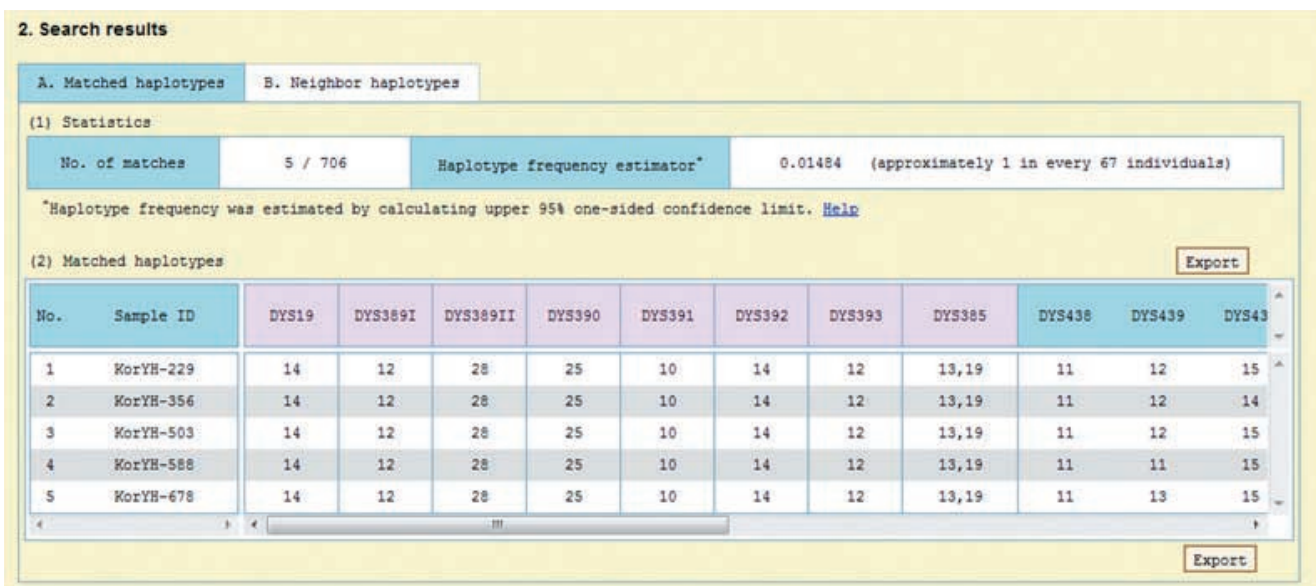 2. Search results
A. Matched haplotypes B. Neighbor haplotypes
(1) Statistics
No. of matches 5 / 706 Haplotype frequency estimator* 0.01484 (approximately 1 in every 67 individuals)
*Haplotype frequency was estimated by calculating upper 95% one-sided confidence limit. Help
(2) Matched haplotypes Export
No. Sample ID DYS19 DYS389I DYS389II DYS390 DYS391 DYS392 DYS393 DYS385 DYS438 DYS439 DYS43
1 KorYH-229 14 12 28 25 10 14 12 13,19 11 12 15
2 KorYH-356 14 12 28 25 10 14 12 13,19 11 12 14
3 KorYH-503 14 12 28 25 10 14 12 13,19 11 12 15
4 KorYH-588 14 12 28 25 10 14 12 13,19 11 11 15
5 KorYH-678 14 12 28 25 10 14 12 13,19 11 13 15
Export